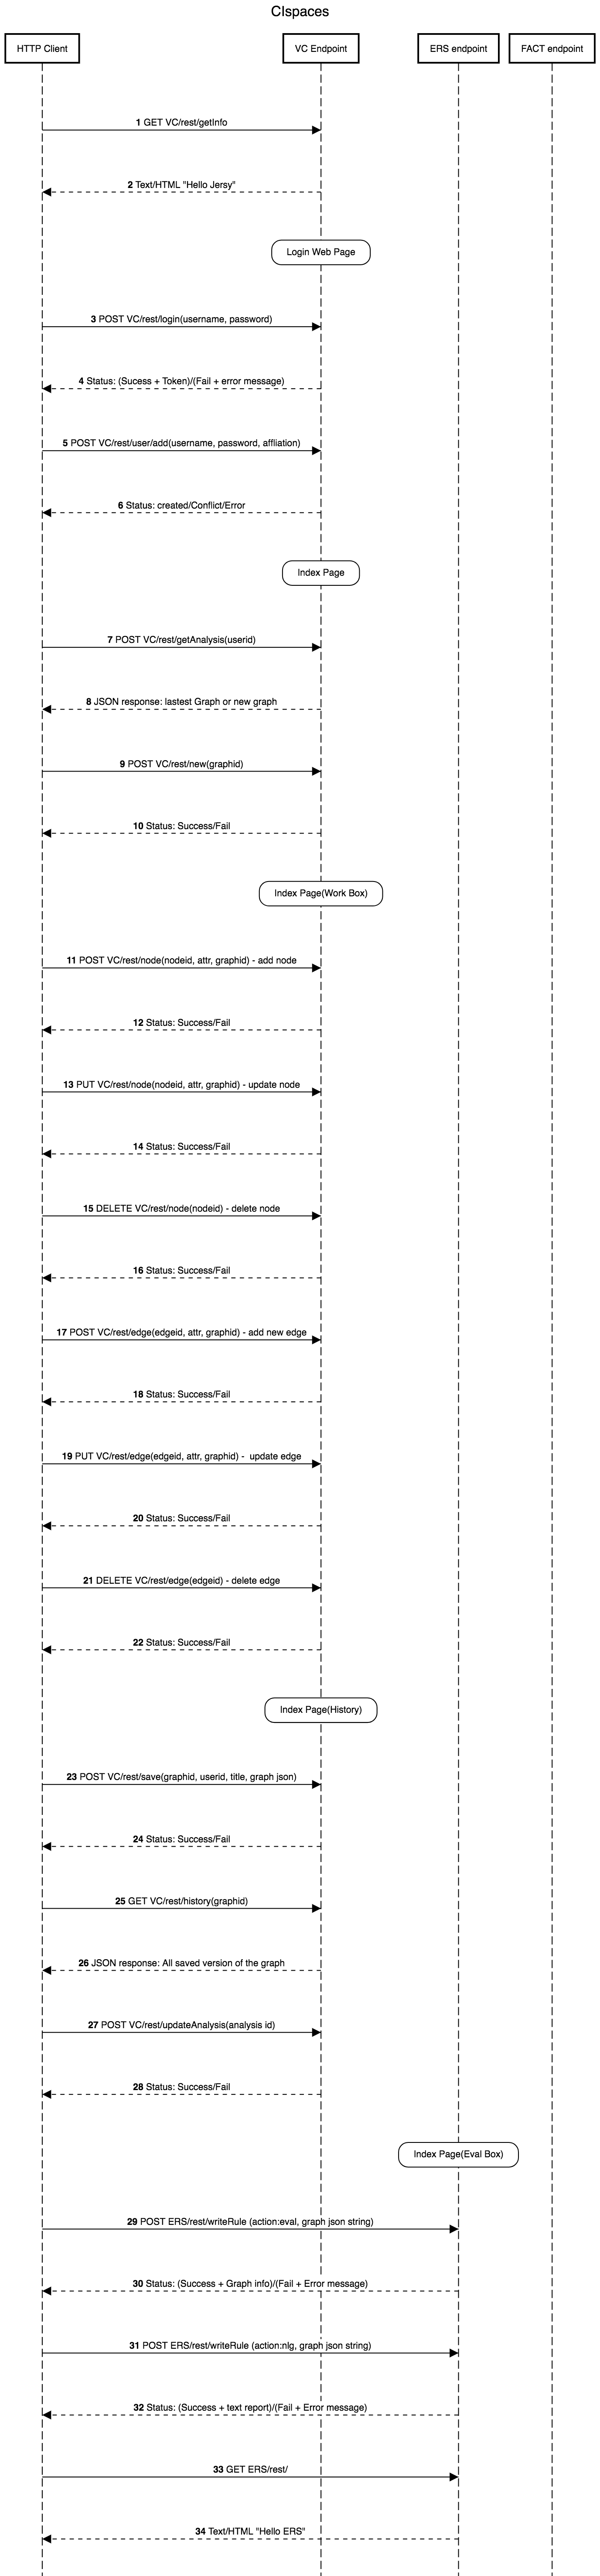 CIspaces
HTTP Client
VC Endpoint
ERS endpoint
FACT endpoint
1 GET VC/rest/getInfo
2 Text/HTML "Hello Jersy"
Login Web Page
3 POST VC/rest/login(username, password)
4 Status: (Sucess + Token)/(Fail + error message)
5 POST VC/rest/user/add(username, password, affliation)
6 Status: created/Conflict/Error
Index Page
7 POST VC/rest/getAnalysis(userid)
8 JSON response: lastest Graph or new graph
9 POST VC/rest/new(graphid)
10 Status: Success/Fail
Index Page(Work Box)
11 POST VC/rest/node(nodeid, attr, graphid) - add node
12 Status: Success/Fail
13 PUT VC/rest/node(nodeid, attr, graphid) - update node
14 Status: Success/Fail
15 DELETE VC/rest/node(nodeid) - delete node
16 Status: Success/Fail
17 POST VC/rest/edge(edgeid, attr, graphid) - add new edge
18 Status: Success/Fail
19 PUT VC/rest/edge(edgeid, attr, graphid) -  update edge
20 Status: Success/Fail
21 DELETE VC/rest/edge(edgeid) - delete edge
22 Status: Success/Fail
Index Page(History)
23 POST VC/rest/save(graphid, userid, title, graph json)
24 Status: Success/Fail
25 GET VC/rest/history(graphid)
26 JSON response: All saved version of the graph
27 POST VC/rest/updateAnalysis(analysis id)
28 Status: Success/Fail
Index Page(Eval Box)
29 POST ERS/rest/writeRule (action:eval, graph json string)
30 Status: (Success + Graph info)/(Fail + Error message)
31 POST ERS/rest/writeRule (action:nlg, graph json string)
32 Status: (Success + text report)/(Fail + Error message)
33 GET ERS/rest/
34 Text/HTML "Hello ERS"